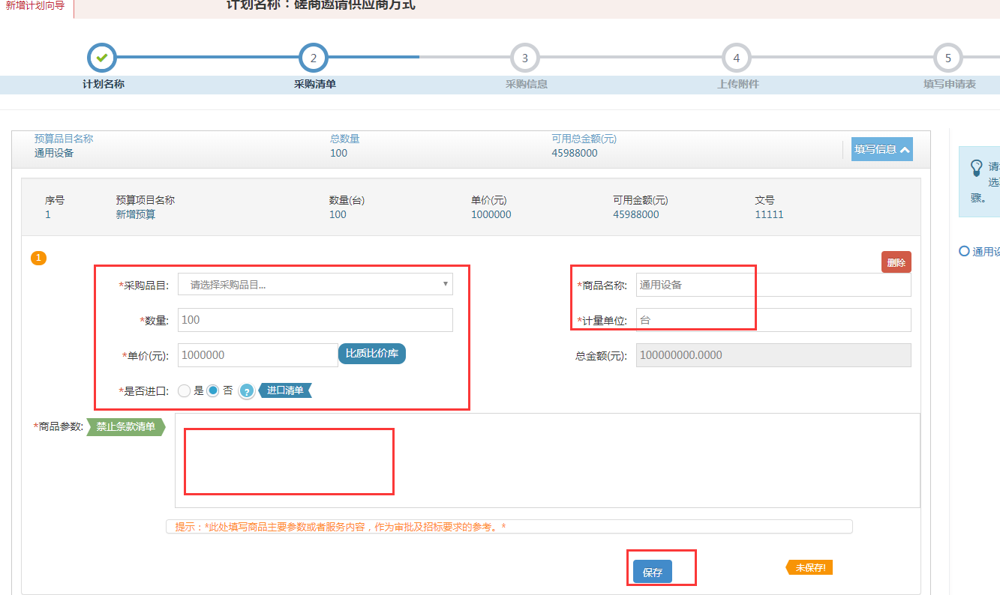 新增计划向导
计划名称：磋商邀请供应商方式
2
3
4
5
计划名称
采购清单
采购信息
上传附件
填写申请表
预算品目名称 总数量 可用总金额(元)
通用设备 100 45988000
填写信息
序号 预算项目名称 数量(台) 单价(元) 可用金额(元) 文号
1 新增预算 100 1000000 45988000 11111
1
删除
*采购品目: 请选择采购品目...
*商品名称: 通用设备
*数量: 100
*计量单位: 台
*单价(元): 1000000 比质比价库
总金额(元): 100000000.0000
*是否进口: 是 否 ? 进口清单
*商品参数: 禁止条款清单
提示：*此处填写商品主要参数或者服务内容，作为审批及招标要求的参考。*
保存
未保存!
请
选
骤。
通用设